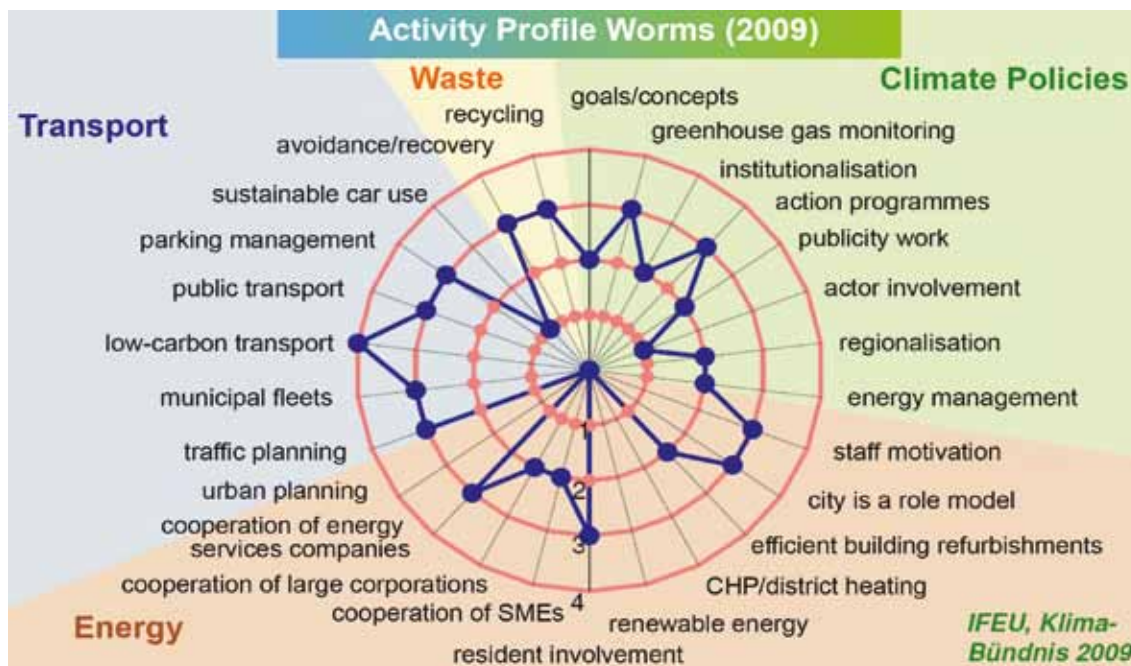 Activity Profile Worms (2009)
Waste
Climate Policies
Transport
Energy
goals/concepts
greenhouse gas monitoring
institutionalisation
action programmes
publicity work
actor involvement
regionalisation
energy management
staff motivation
city is a role model
efficient building refurbishments
CHP/district heating
renewable energy
resident involvement
cooperation of SMEs
cooperation of large corporations
cooperation of energy
services companies
urban planning
traffic planning
municipal fleets
low-carbon transport
public transport
parking management
sustainable car use
avoidance/recovery
recycling
1
2
3
4
IFEU, Klima-
Bündnis 2009